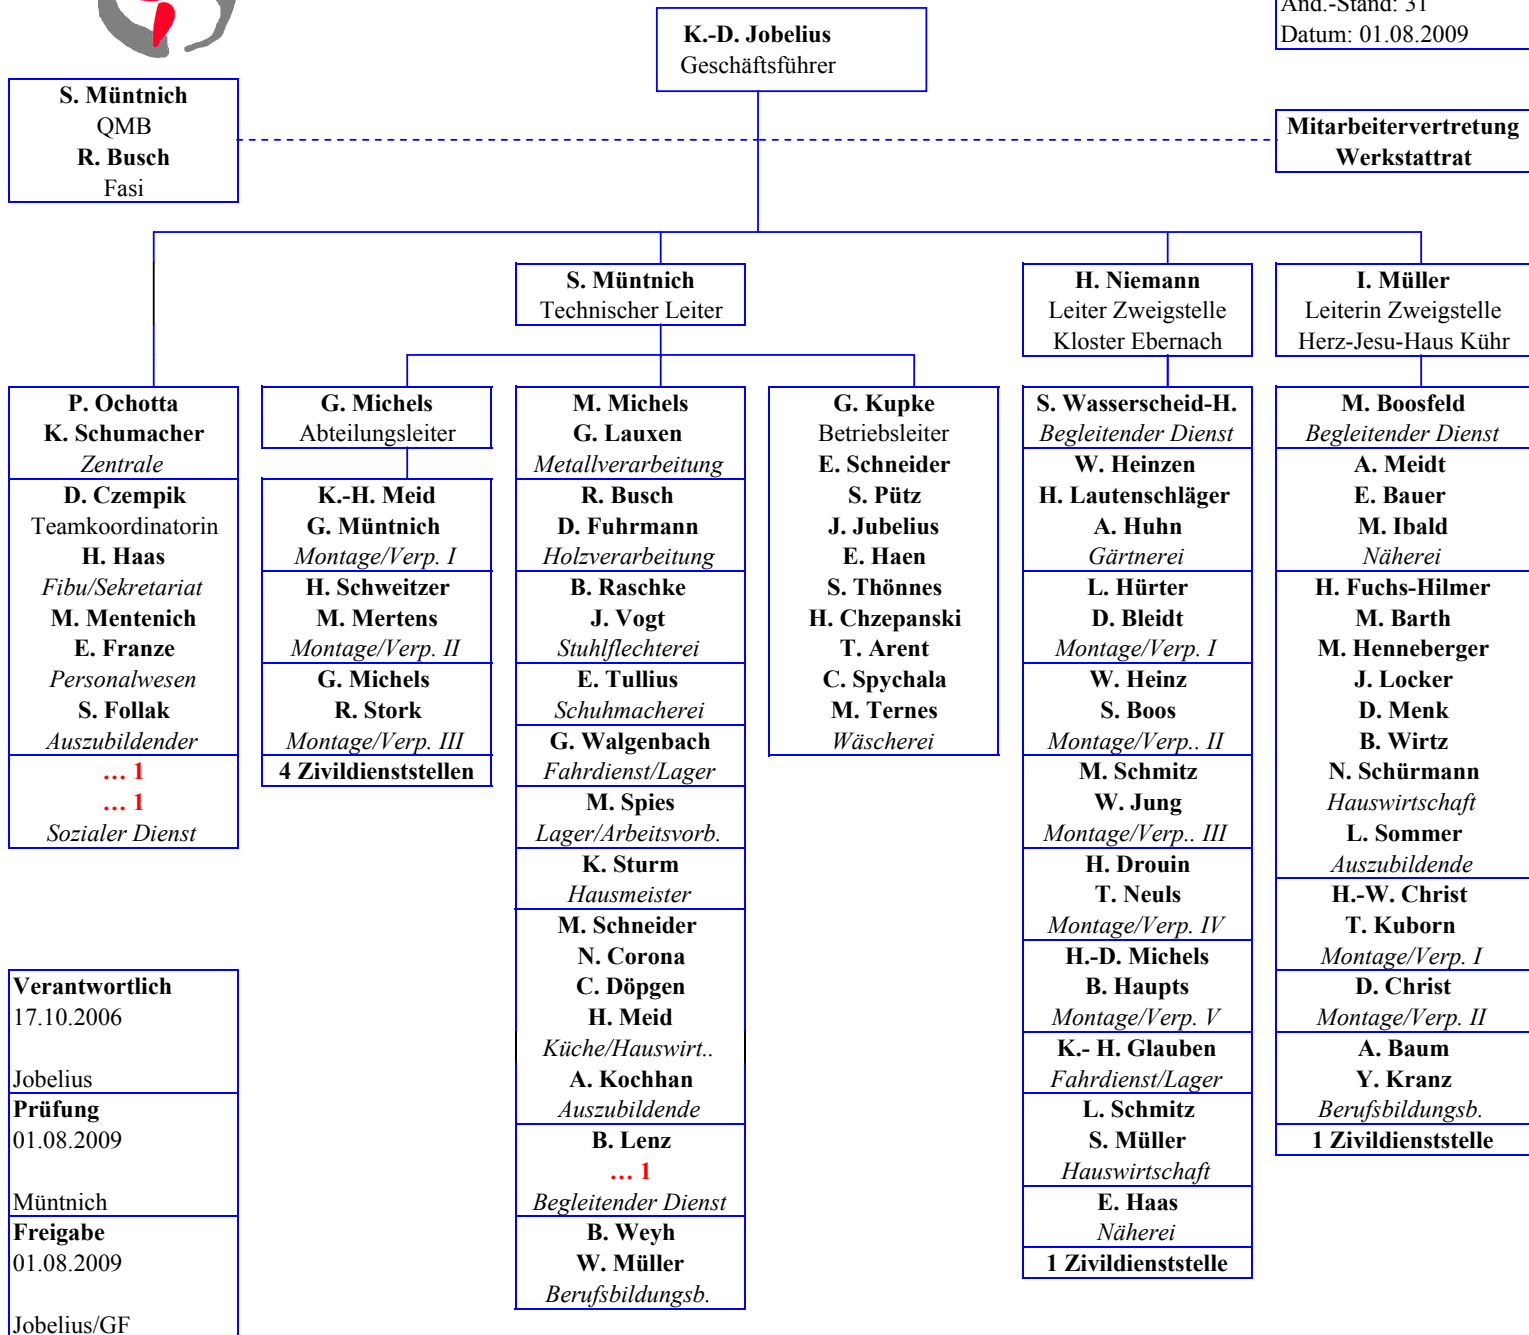 Änd.-Stand: 31
Datum: 01.08.2009
K.-D. Jobelius
Geschäftsführer
S. Müntnich
QMB
R. Busch
Fasi
Mitarbeitervertretung
Werkstattrat
S. Müntnich
Technischer Leiter
H. Niemann
Leiter Zweigstelle
Kloster Ebernach
I. Müller
Leiterin Zweigstelle
Herz-Jesu-Haus Kühr
P. Ochotta
K. Schumacher
Zentrale
D. Czempik
Teamkoordinatorin
H. Haas
Fibu/Sekretariat
M. Mentenich
E. Franze
Personalwesen
S. Follak
Auszubildender
… 1
… 1
Sozialer Dienst
G. Michels
Abteilungsleiter
K.-H. Meid
G. Müntnich
Montage/Verp. I
H. Schweitzer
M. Mertens
Montage/Verp. II
G. Michels
R. Stork
Montage/Verp. III
4 Zivildienststellen
M. Michels
G. Lauxen
Metallverarbeitung
R. Busch
D. Fuhrmann
Holzverarbeitung
B. Raschke
J. Vogt
Stuhlflechterei
E. Tullius
Schuhmacherei
G. Walgenbach
Fahrdienst/Lager
M. Spies
Lager/Arbeitsvorb.
K. Sturm
Hausmeister
M. Schneider
N. Corona
C. Döpgen
H. Meid
Küche/Hauswirt..
A. Kochhan
Auszubildende
B. Lenz
… 1
Begleitender Dienst
B. Weyh
W. Müller
Berufsbildungsb.
G. Kupke
Betriebsleiter
E. Schneider
S. Pütz
J. Jubelius
E. Haen
S. Thönnes
H. Chzepanski
T. Arent
C. Spychala
M. Ternes
Wäscherei
S. Wasserscheid-H.
Begleitender Dienst
W. Heinzen
H. Lautenschläger
A. Huhn
Gärtnerei
L. Hürter
D. Bleidt
Montage/Verp. I
W. Heinz
S. Boos
Montage/Verp.. II
M. Schmitz
W. Jung
Montage/Verp.. III
H. Drouin
T. Neuls
Montage/Verp. IV
H.-D. Michels
B. Haupts
Montage/Verp. V
K.- H. Glauben
Fahrdienst/Lager
L. Schmitz
S. Müller
Hauswirtschaft
E. Haas
Näherei
1 Zivildienststelle
M. Boosfeld
Begleitender Dienst
A. Meidt
E. Bauer
M. Ibald
Näherei
H. Fuchs-Hilmer
M. Barth
M. Henneberger
J. Locker
D. Menk
B. Wirtz
N. Schürmann
Hauswirtschaft
L. Sommer
Auszubildende
H.-W. Christ
T. Kuborn
Montage/Verp. I
D. Christ
Montage/Verp. II
A. Baum
Y. Kranz
Berufsbildungsb.
1 Zivildienststelle
Verantwortlich
17.10.2006
Jobelius
Prüfung
01.08.2009
Müntnich
Freigabe
01.08.2009
Jobelius/GF